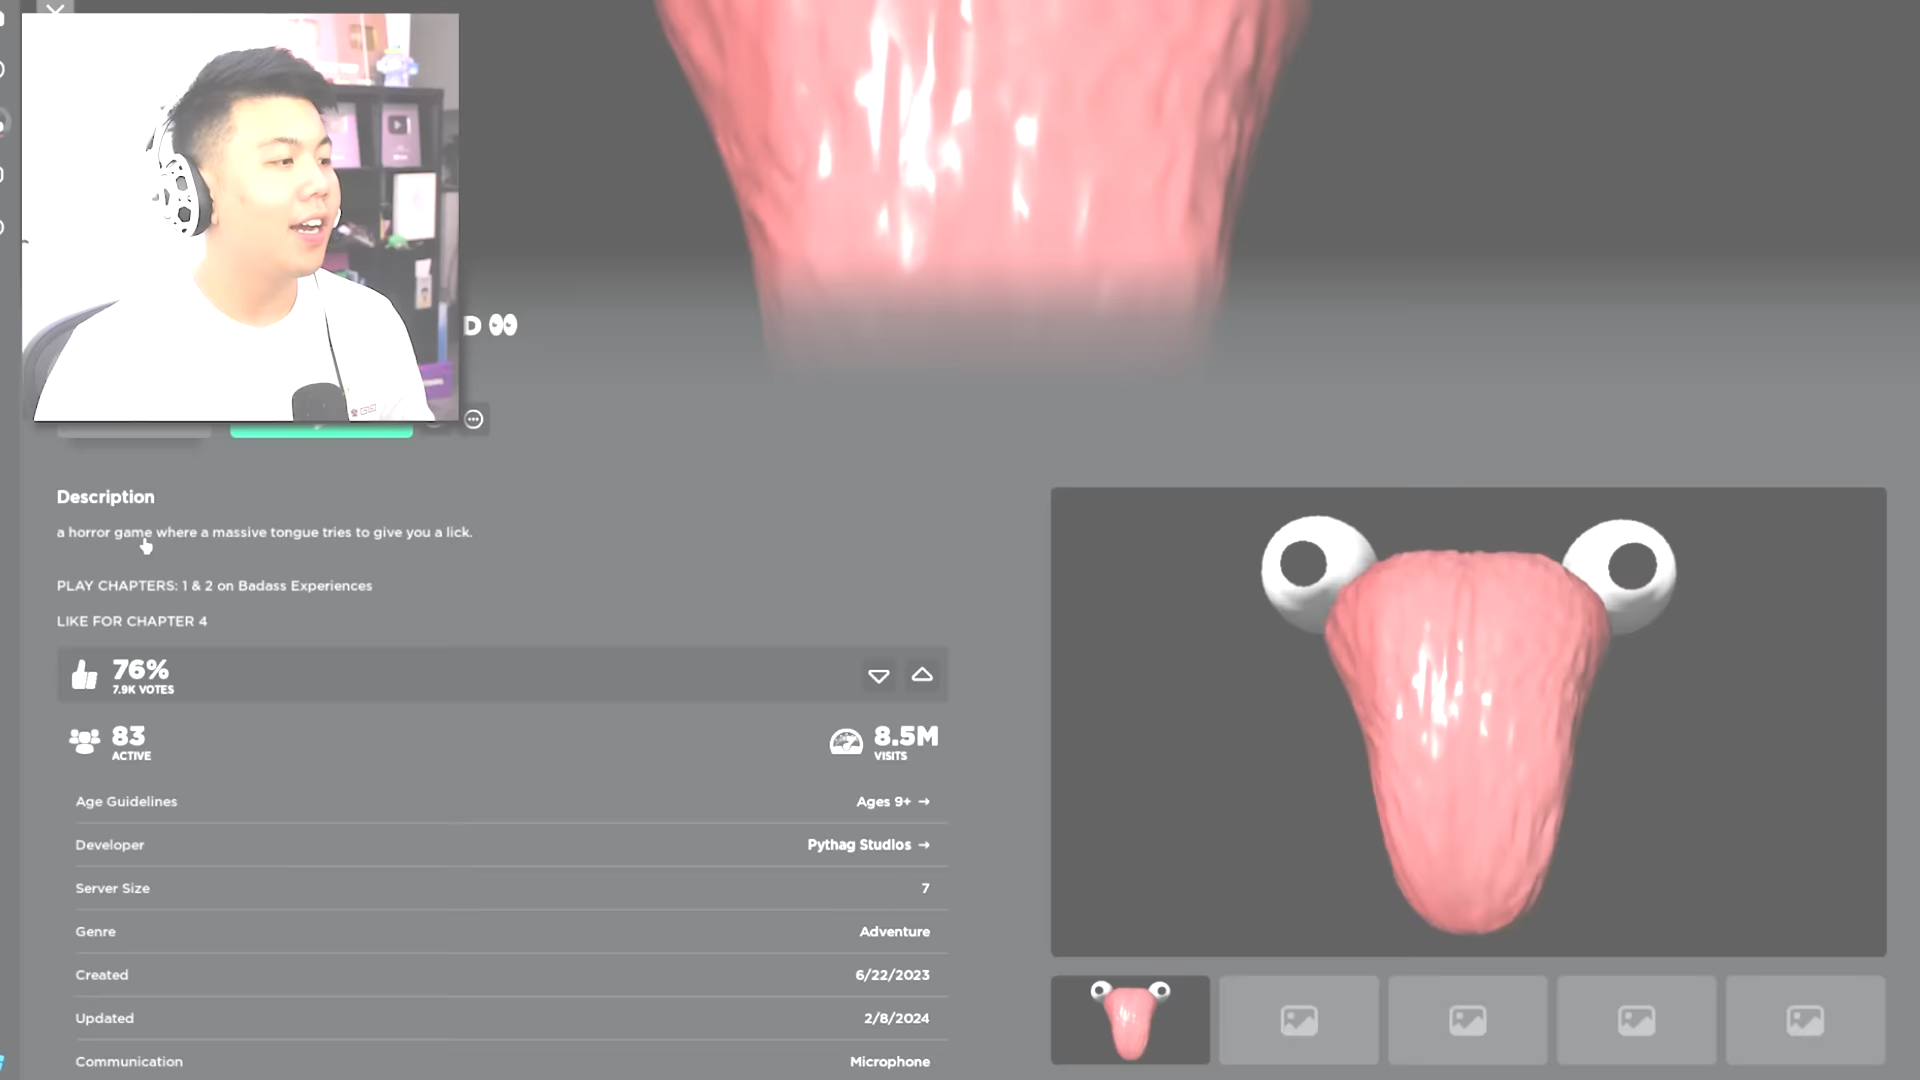 D 👀
Description
a horror game where a massive tongue tries to give you a lick.
PLAY CHAPTERS: 1 & 2 on Badass Experiences
LIKE FOR CHAPTER 4
76%
7.9K VOTES
83
ACTIVE
8.5M
VISITS
Age Guidelines
Ages 9+ →
Developer
Pythag Studios →
Server Size
7
Genre
Adventure
Created
6/22/2023
Updated
2/8/2024
Communication
Microphone